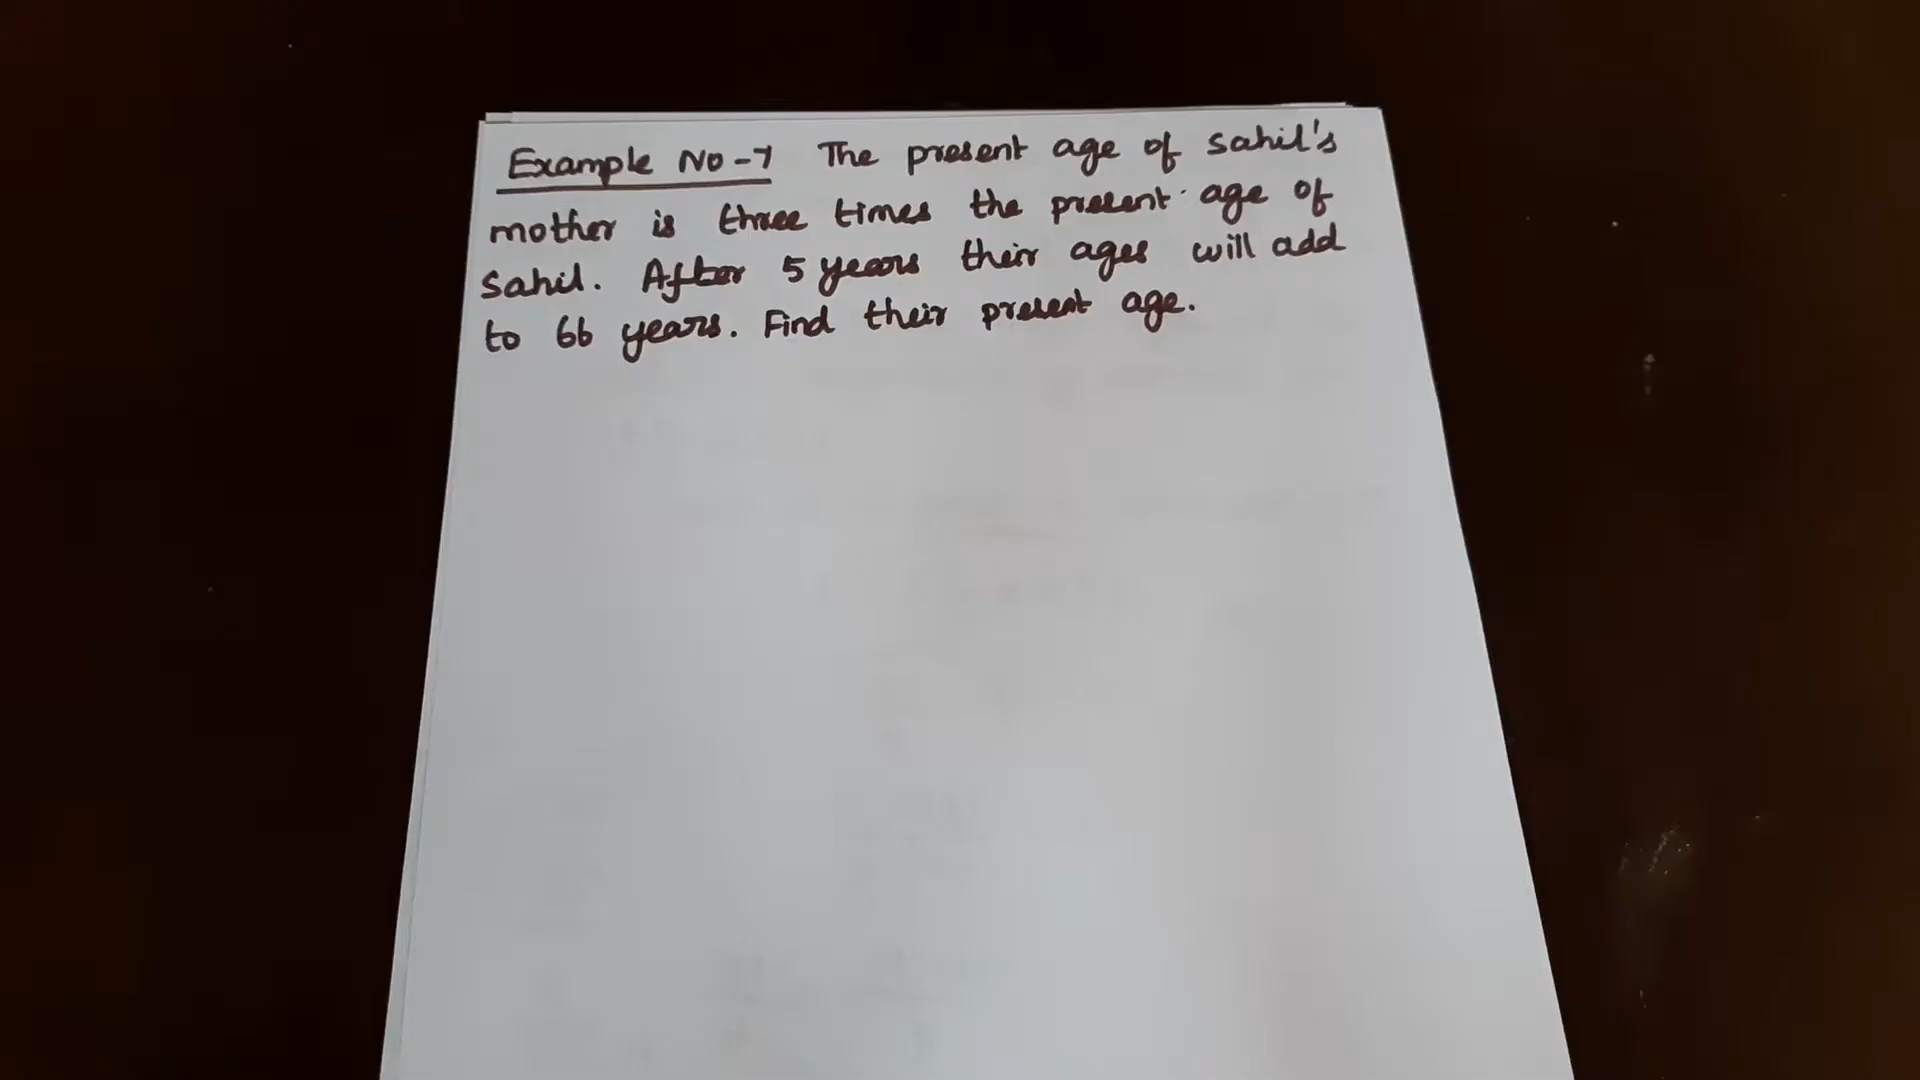 Example No-7 The present age of sahil's
mother is three times the present age of
sahil. After 5 years their ages will add
to 66 years. Find their present age.